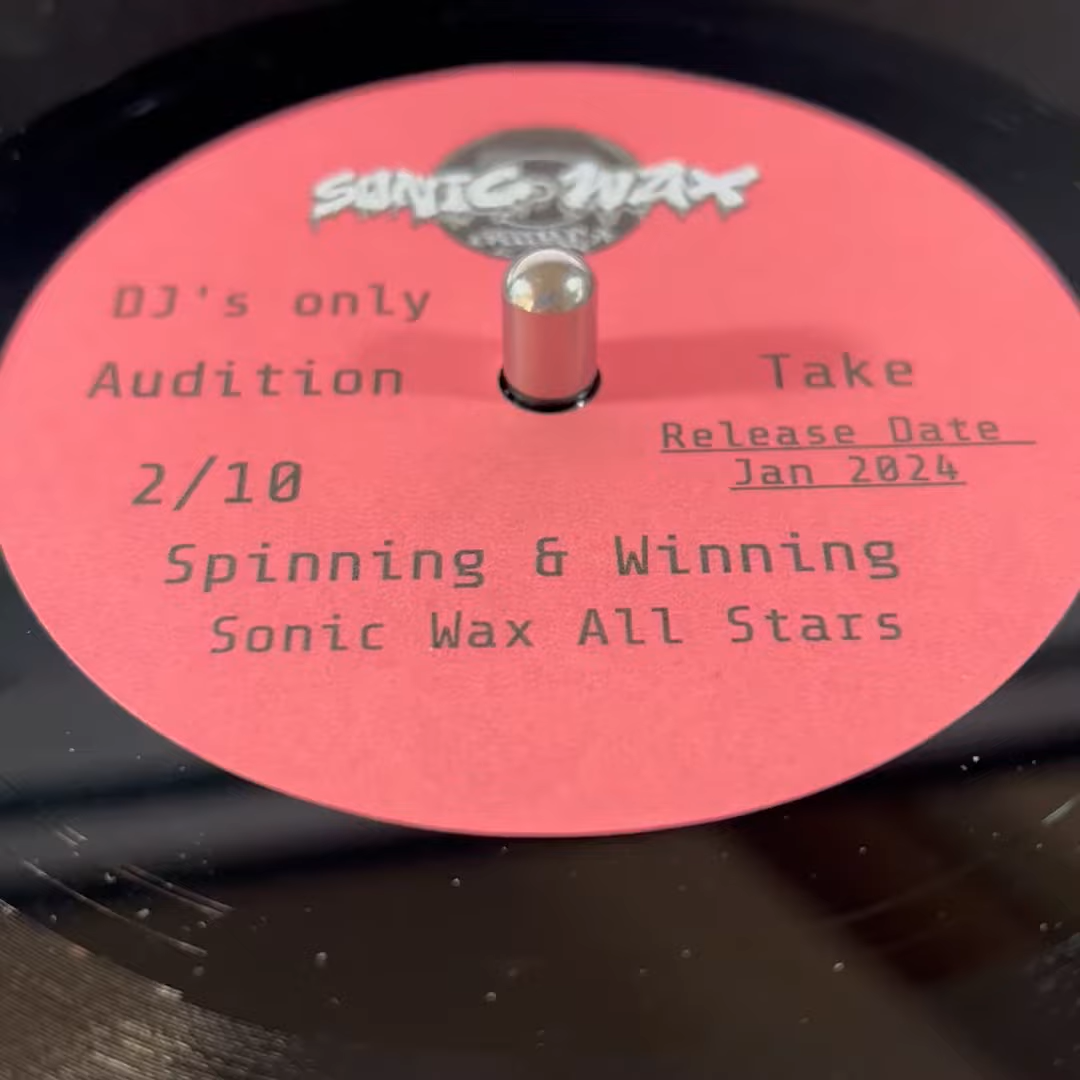 SONIC WAX
DJ's only
Audition
Take
Release Date
Jan 2024
2/10
Spinning & Winning
Sonic Wax All Stars